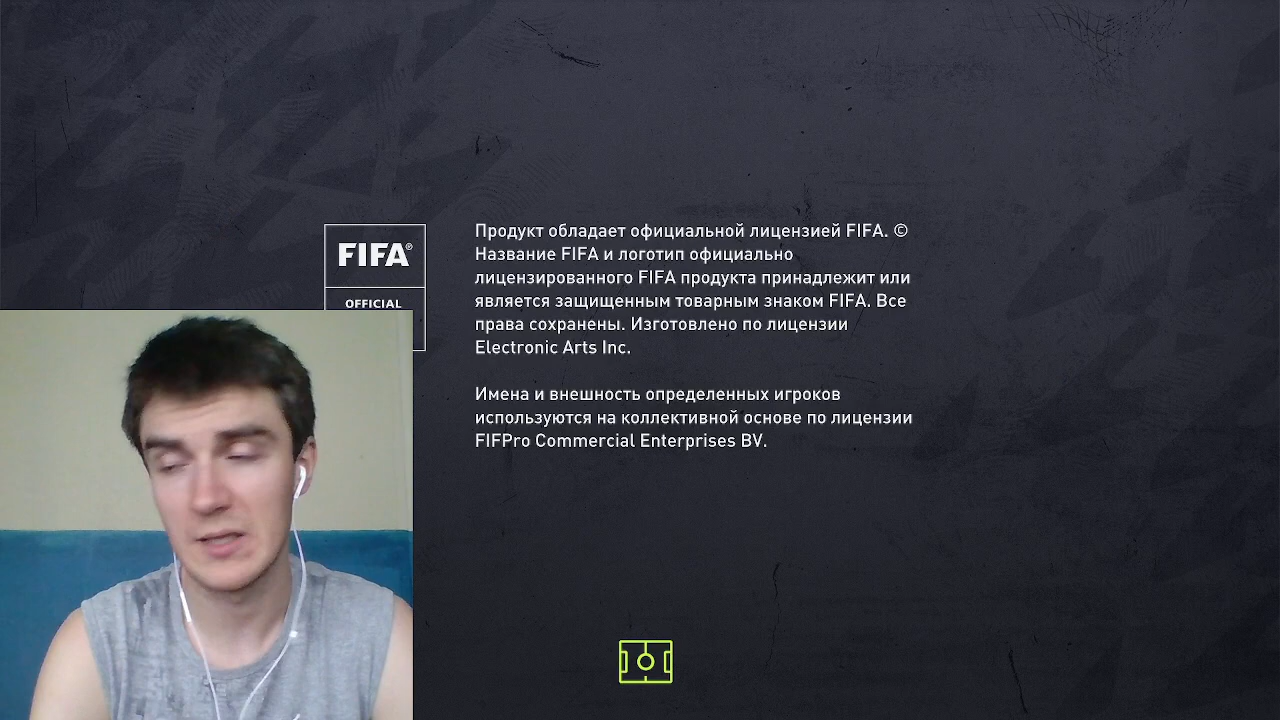 FIFA®
OFFICIAL
Продукт обладает официальной лицензией FIFA. ©
Название FIFA и логотип официально
лицензированного FIFA продукта принадлежит или
является защищенным товарным знаком FIFA. Все
права сохранены. Изготовлено по лицензии
Electronic Arts Inc.
Имена и внешность определенных игроков
используются на коллективной основе по лицензии
FIFPro Commercial Enterprises BV.